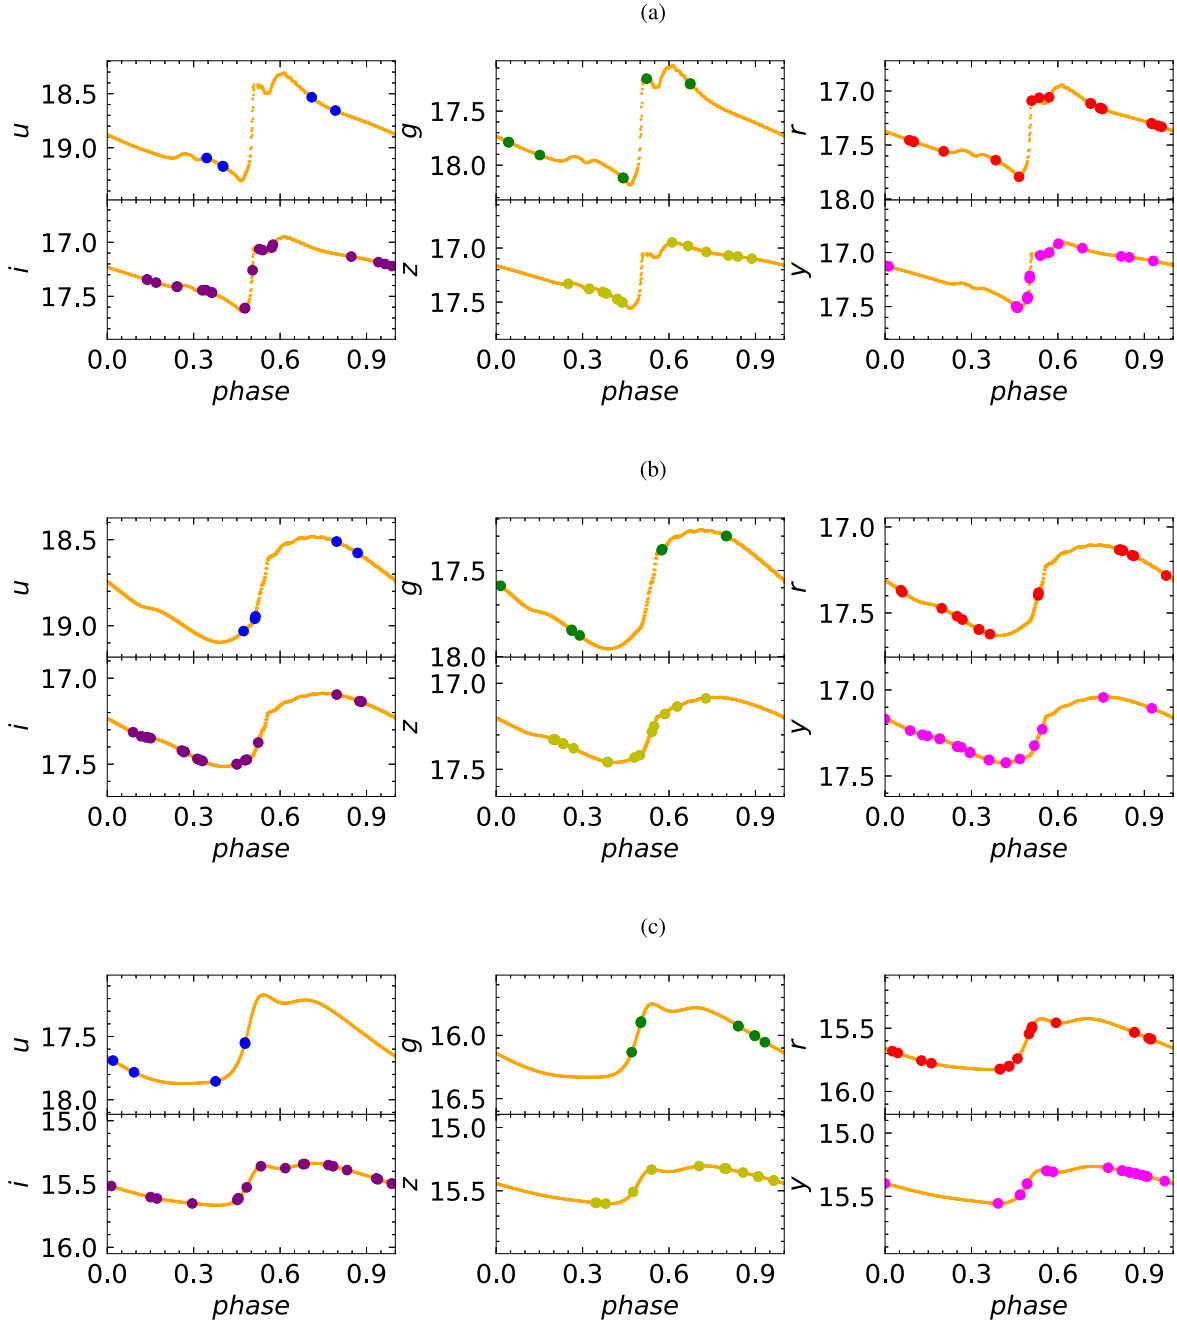 (a)
u 18.5 19.0
g 17.5 18.0
r 17.0 17.5 18.0
i 17.0 17.5
z 17.0 17.5
y 17.0 17.5
0.0 0.3 0.6 0.9 0.0 0.3 0.6 0.9 0.0 0.3 0.6 0.9
phase phase phase
(b)
u 18.5 19.0
g 17.5 18.0
r 17.0 17.5
i 17.0 17.5
z 17.0 17.5
y 17.0 17.5
0.0 0.3 0.6 0.9 0.0 0.3 0.6 0.9 0.0 0.3 0.6 0.9
phase phase phase
(c)
u 17.5 18.0
g 16.0 16.5
r 15.5 16.0
i 15.0 15.5 16.0
z 15.0 15.5
y 15.0 15.5
0.0 0.3 0.6 0.9 0.0 0.3 0.6 0.9 0.0 0.3 0.6 0.9
phase phase phase